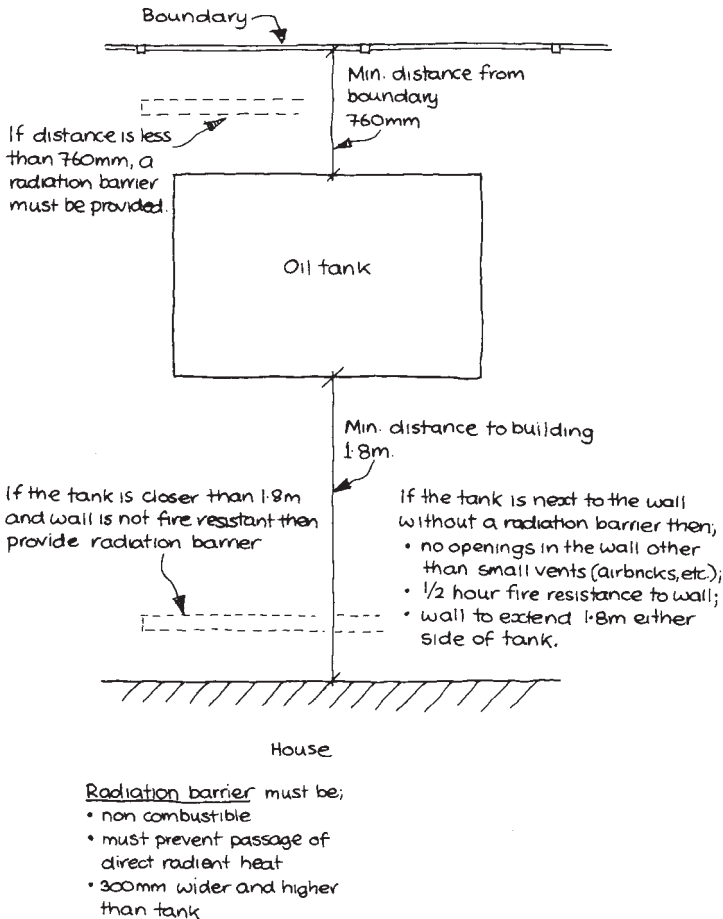 Boundary
Min. distance from
boundary
760mm
If distance is less
than 760mm, a
radiation barrier
must be provided.
Oil tank
Min. distance to building
1.8m.
If the tank is closer than 1.8m
and wall is not fire resistant then
provide radiation barrier
If the tank is next to the wall
without a radiation barrier then;
• no openings in the wall other
than small vents (airbricks, etc.);
• 1/2 hour fire resistance to wall;
• wall to extend 1.8m either
side of tank.
House
Radiation barrier must be;
• non combustible
• must prevent passage of
direct radient heat
• 300mm wider and higher
than tank